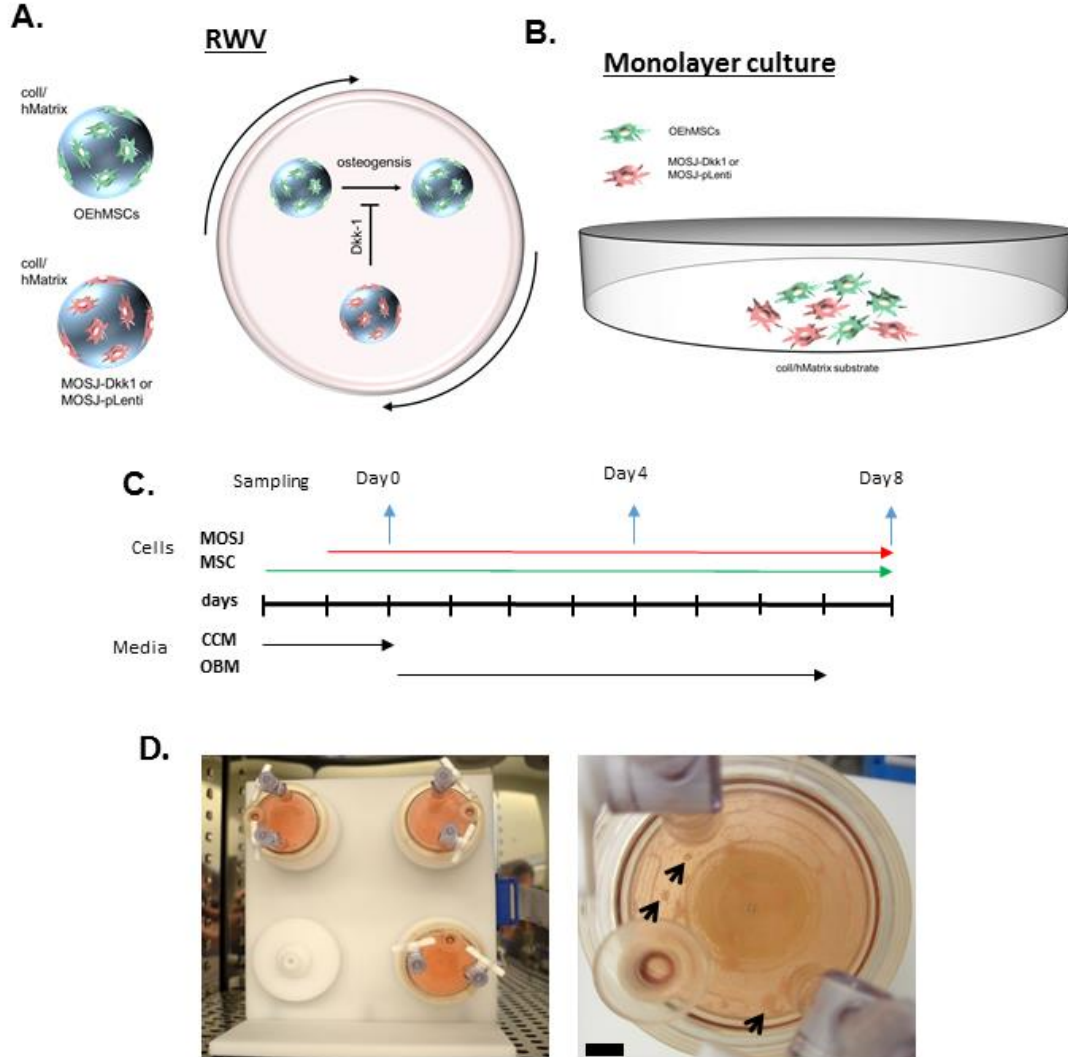 A.
RWV
coll/
hMatrix
OEhMSCs
coll/
hMatrix
MOSJ-Dkk1 or
MOSJ-pLenti
osteogensis
Dkk-1
B.
Monolayer culture
OEhMSCs
MOSJ-Dkk1 or
MOSJ-pLenti
coll/hMatrix substrate
C.
Sampling Day 0 Day 4 Day 8
Cells MOSJ
MSC
days
Media CCM
OBM
D.